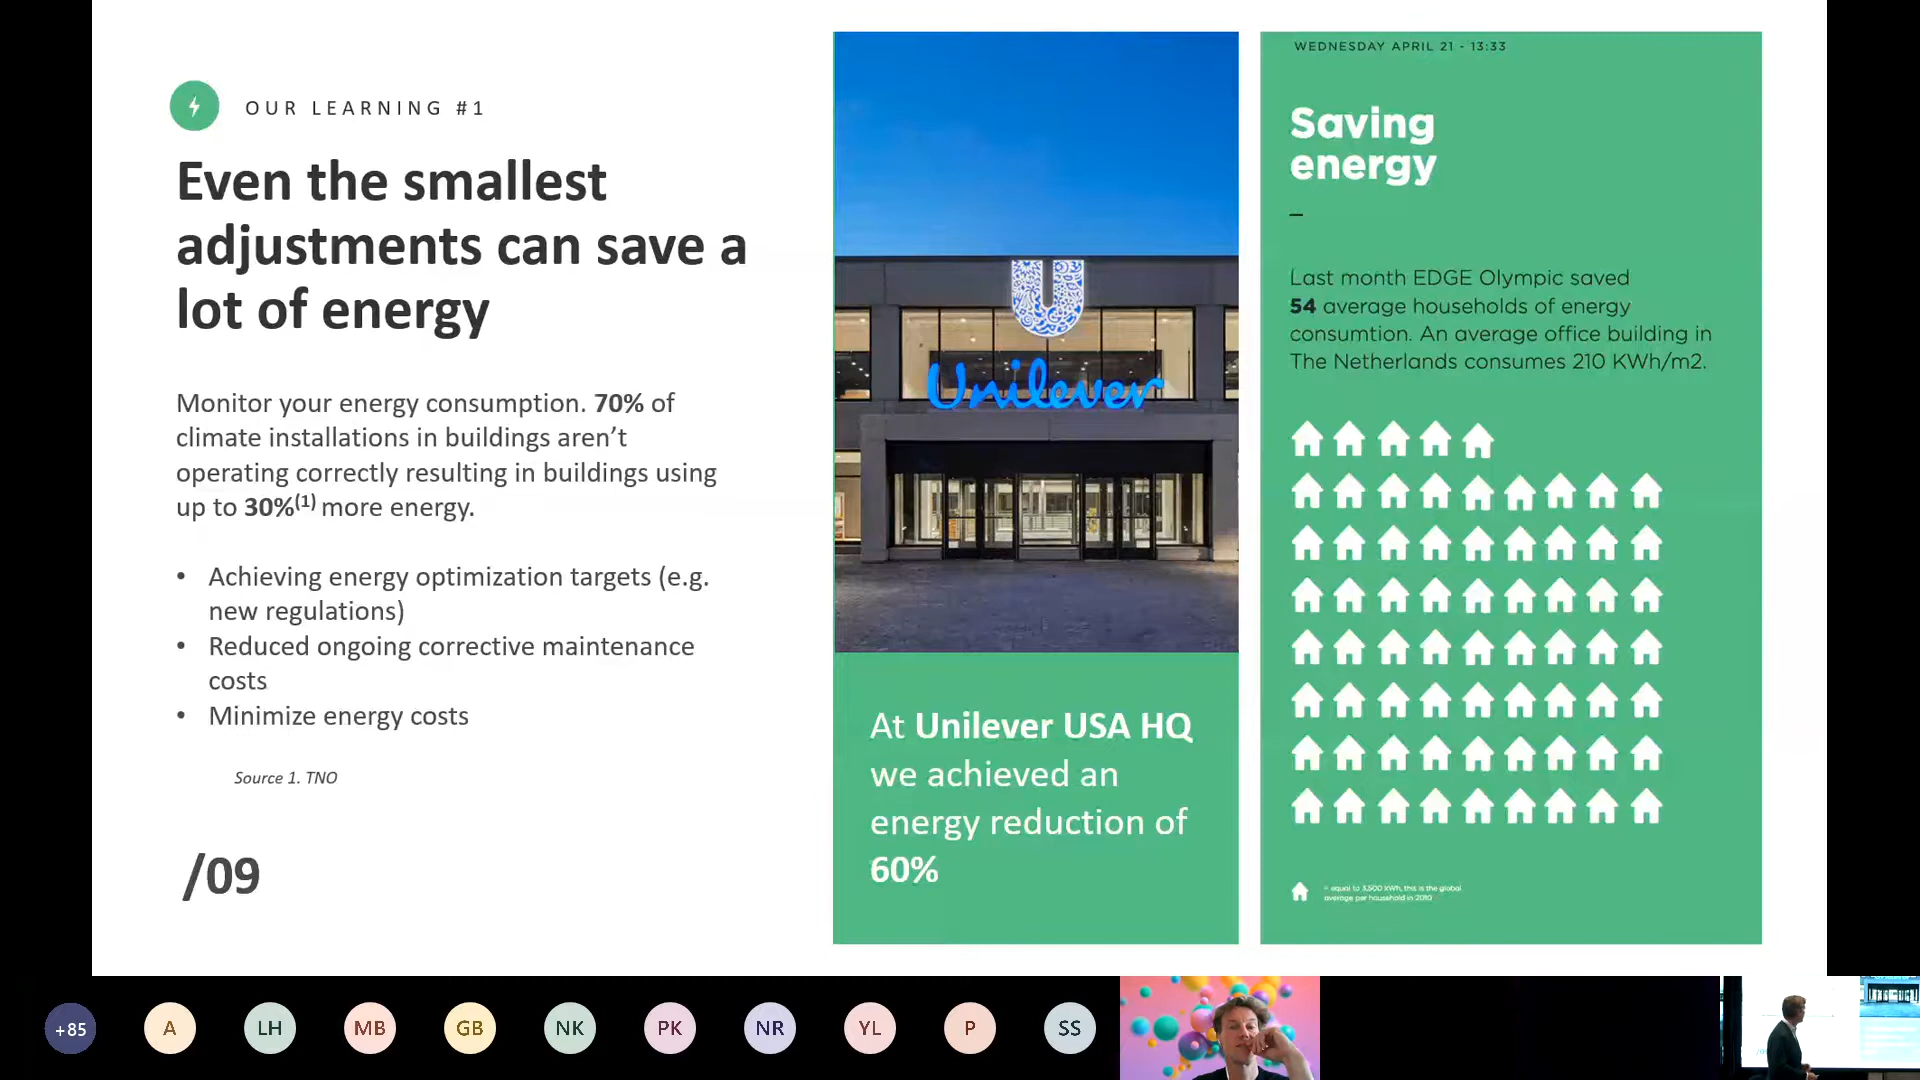 OUR LEARNING #1
Even the smallest
adjustments can save a
lot of energy
Monitor your energy consumption. 70% of
climate installations in buildings aren't
operating correctly resulting in buildings using
up to 30%(1) more energy.
• Achieving energy optimization targets (e.g.
new regulations)
• Reduced ongoing corrective maintenance
costs
• Minimize energy costs
Source 1. TNO
/09
Unilever
At Unilever USA HQ
we achieved an
energy reduction of
60%
WEDNESDAY APRIL 21 - 13:33
Saving
energy
–
Last month EDGE Olympic saved
54 average households of energy
consumtion. An average office building in
The Netherlands consumes 210 KWh/m2.
= equal to 3,500 kWh, this is the global
average per household in 2010
+85
A
LH
MB
GB
NK
PK
NR
YL
P
SS